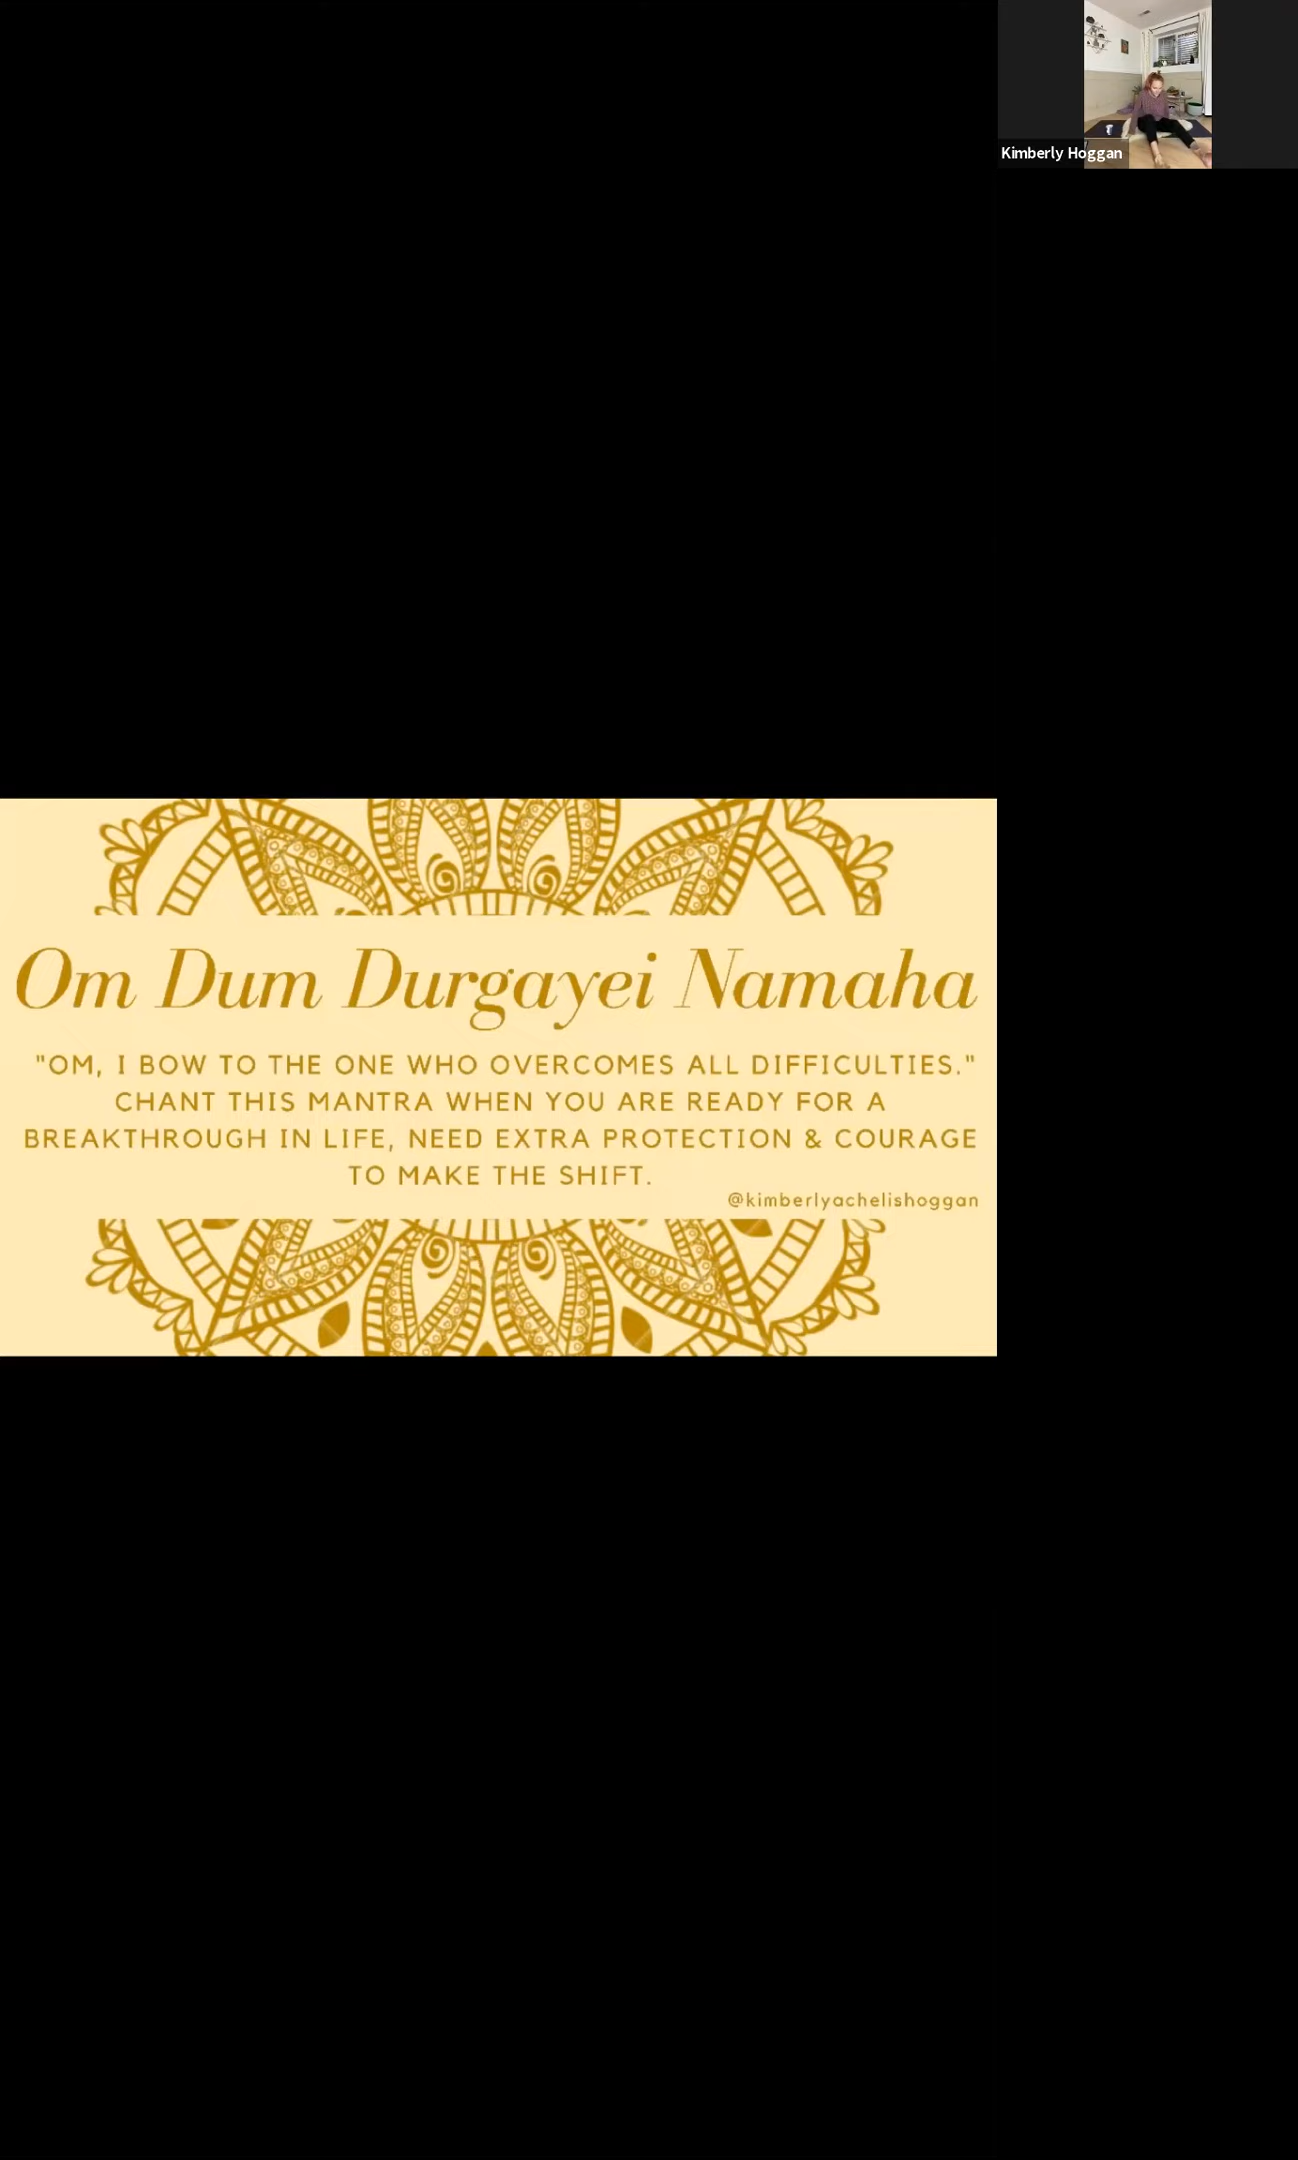 Kimberly Hoggan
Om Dum Durgayei Namaha
"OM, I BOW TO THE ONE WHO OVERCOMES ALL DIFFICULTIES."
CHANT THIS MANTRA WHEN YOU ARE READY FOR A
BREAKTHROUGH IN LIFE, NEED EXTRA PROTECTION & COURAGE
TO MAKE THE SHIFT.
@kimberlyachelishoggan